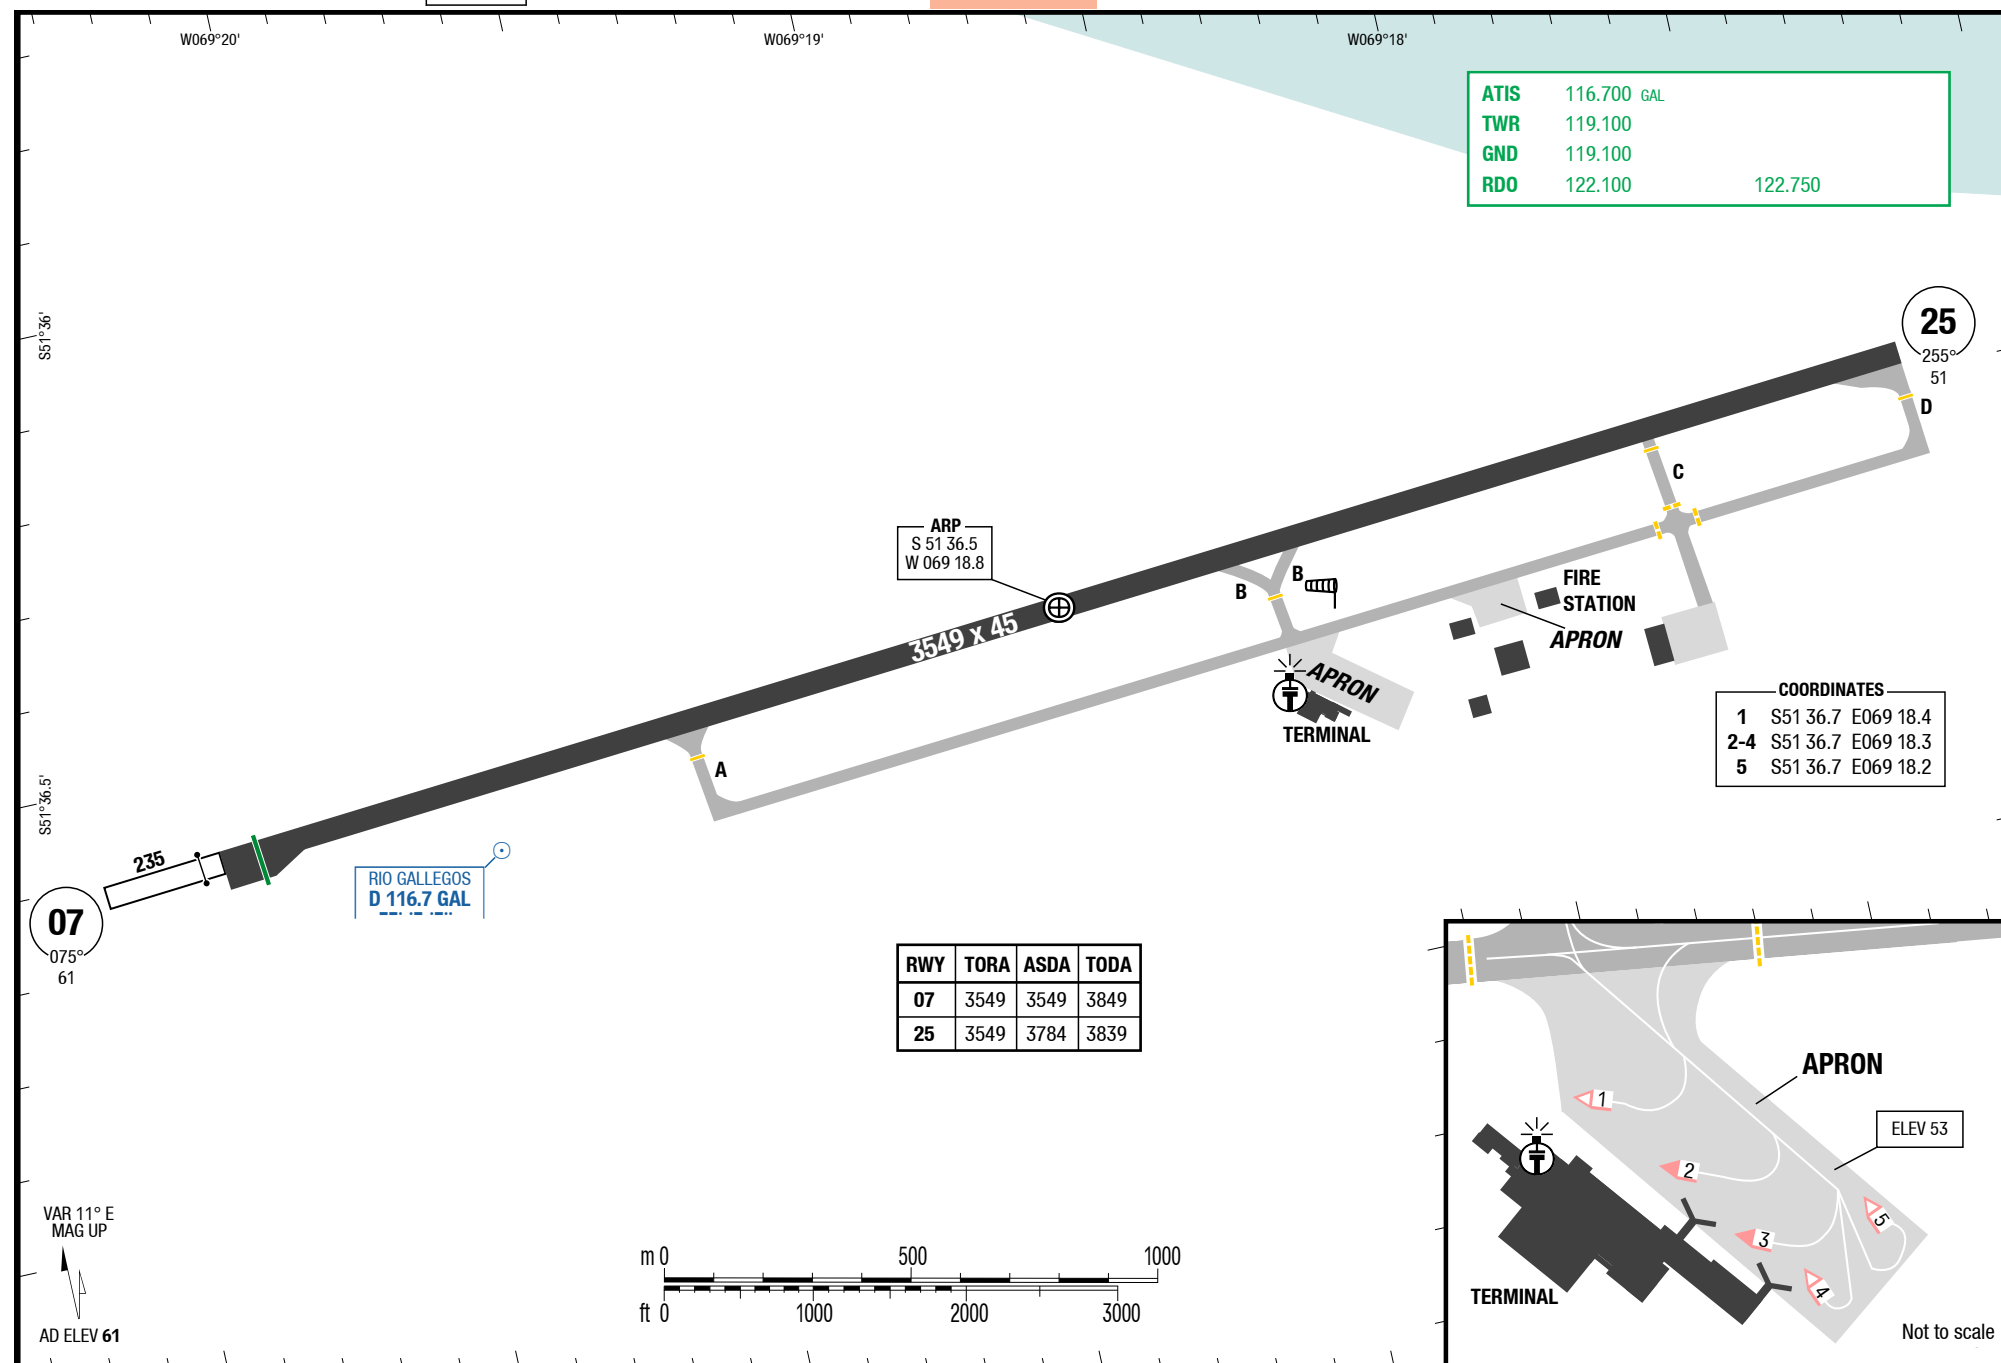 W069°20'
W069°19'
W069°18'
ATIS 116.700 GAL
TWR 119.100
GND 119.100
RDO 122.100 122.750
S51°36'
25
255°
51
D
C
ARP
S 51 36.5
W 069 18.8
B
B
FIRE
STATION
APRON
3549 x 45
APRON
TERMINAL
COORDINATES
1 S51 36.7 E069 18.4
2-4 S51 36.7 E069 18.3
5 S51 36.7 E069 18.2
A
S51°36.5'
235
07
075°
61
RIO GALLEGOS
D 116.7 GAL
RWY TORA ASDA TODA
07 3549 3549 3849
25 3549 3784 3839
APRON
ELEV 53
1
2
3
4
5
TERMINAL
Not to scale
VAR 11° E
MAG UP
AD ELEV 61
m 0 500 1000
ft 0 1000 2000 3000